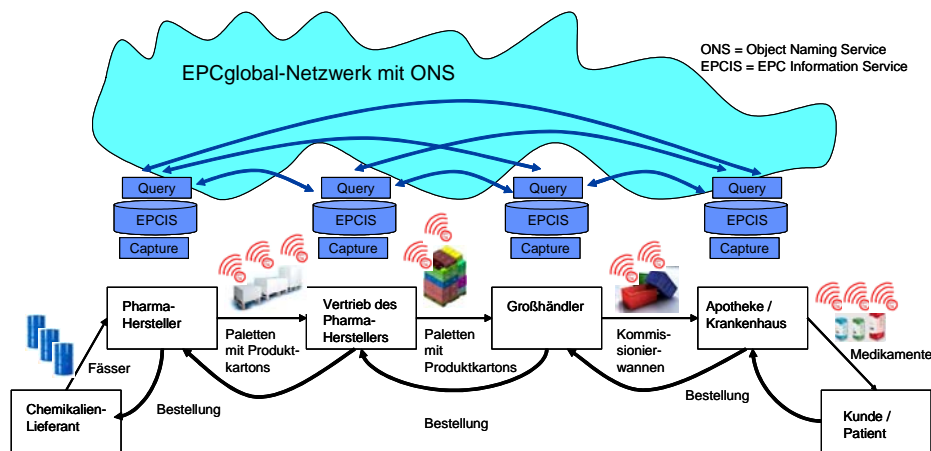 ONS = Object Naming Service
EPCIS = EPC Information Service
EPCglobal-Netzwerk mit ONS
Query
Query
Query
Query
EPCIS
EPCIS
EPCIS
EPCIS
Capture
Capture
Capture
Capture
Pharma-
Hersteller
Vertrieb des
Pharma-
Herstellers
Großhändler
Apotheke /
Krankenhaus
Fässer
Paletten
mit Produkt-
kartons
Paletten
mit
Produktkartons
Kommis-
sionier-
wannen
Medikamente
Chemikalien-
Lieferant
Bestellung
Bestellung
Bestellung
Kunde /
Patient